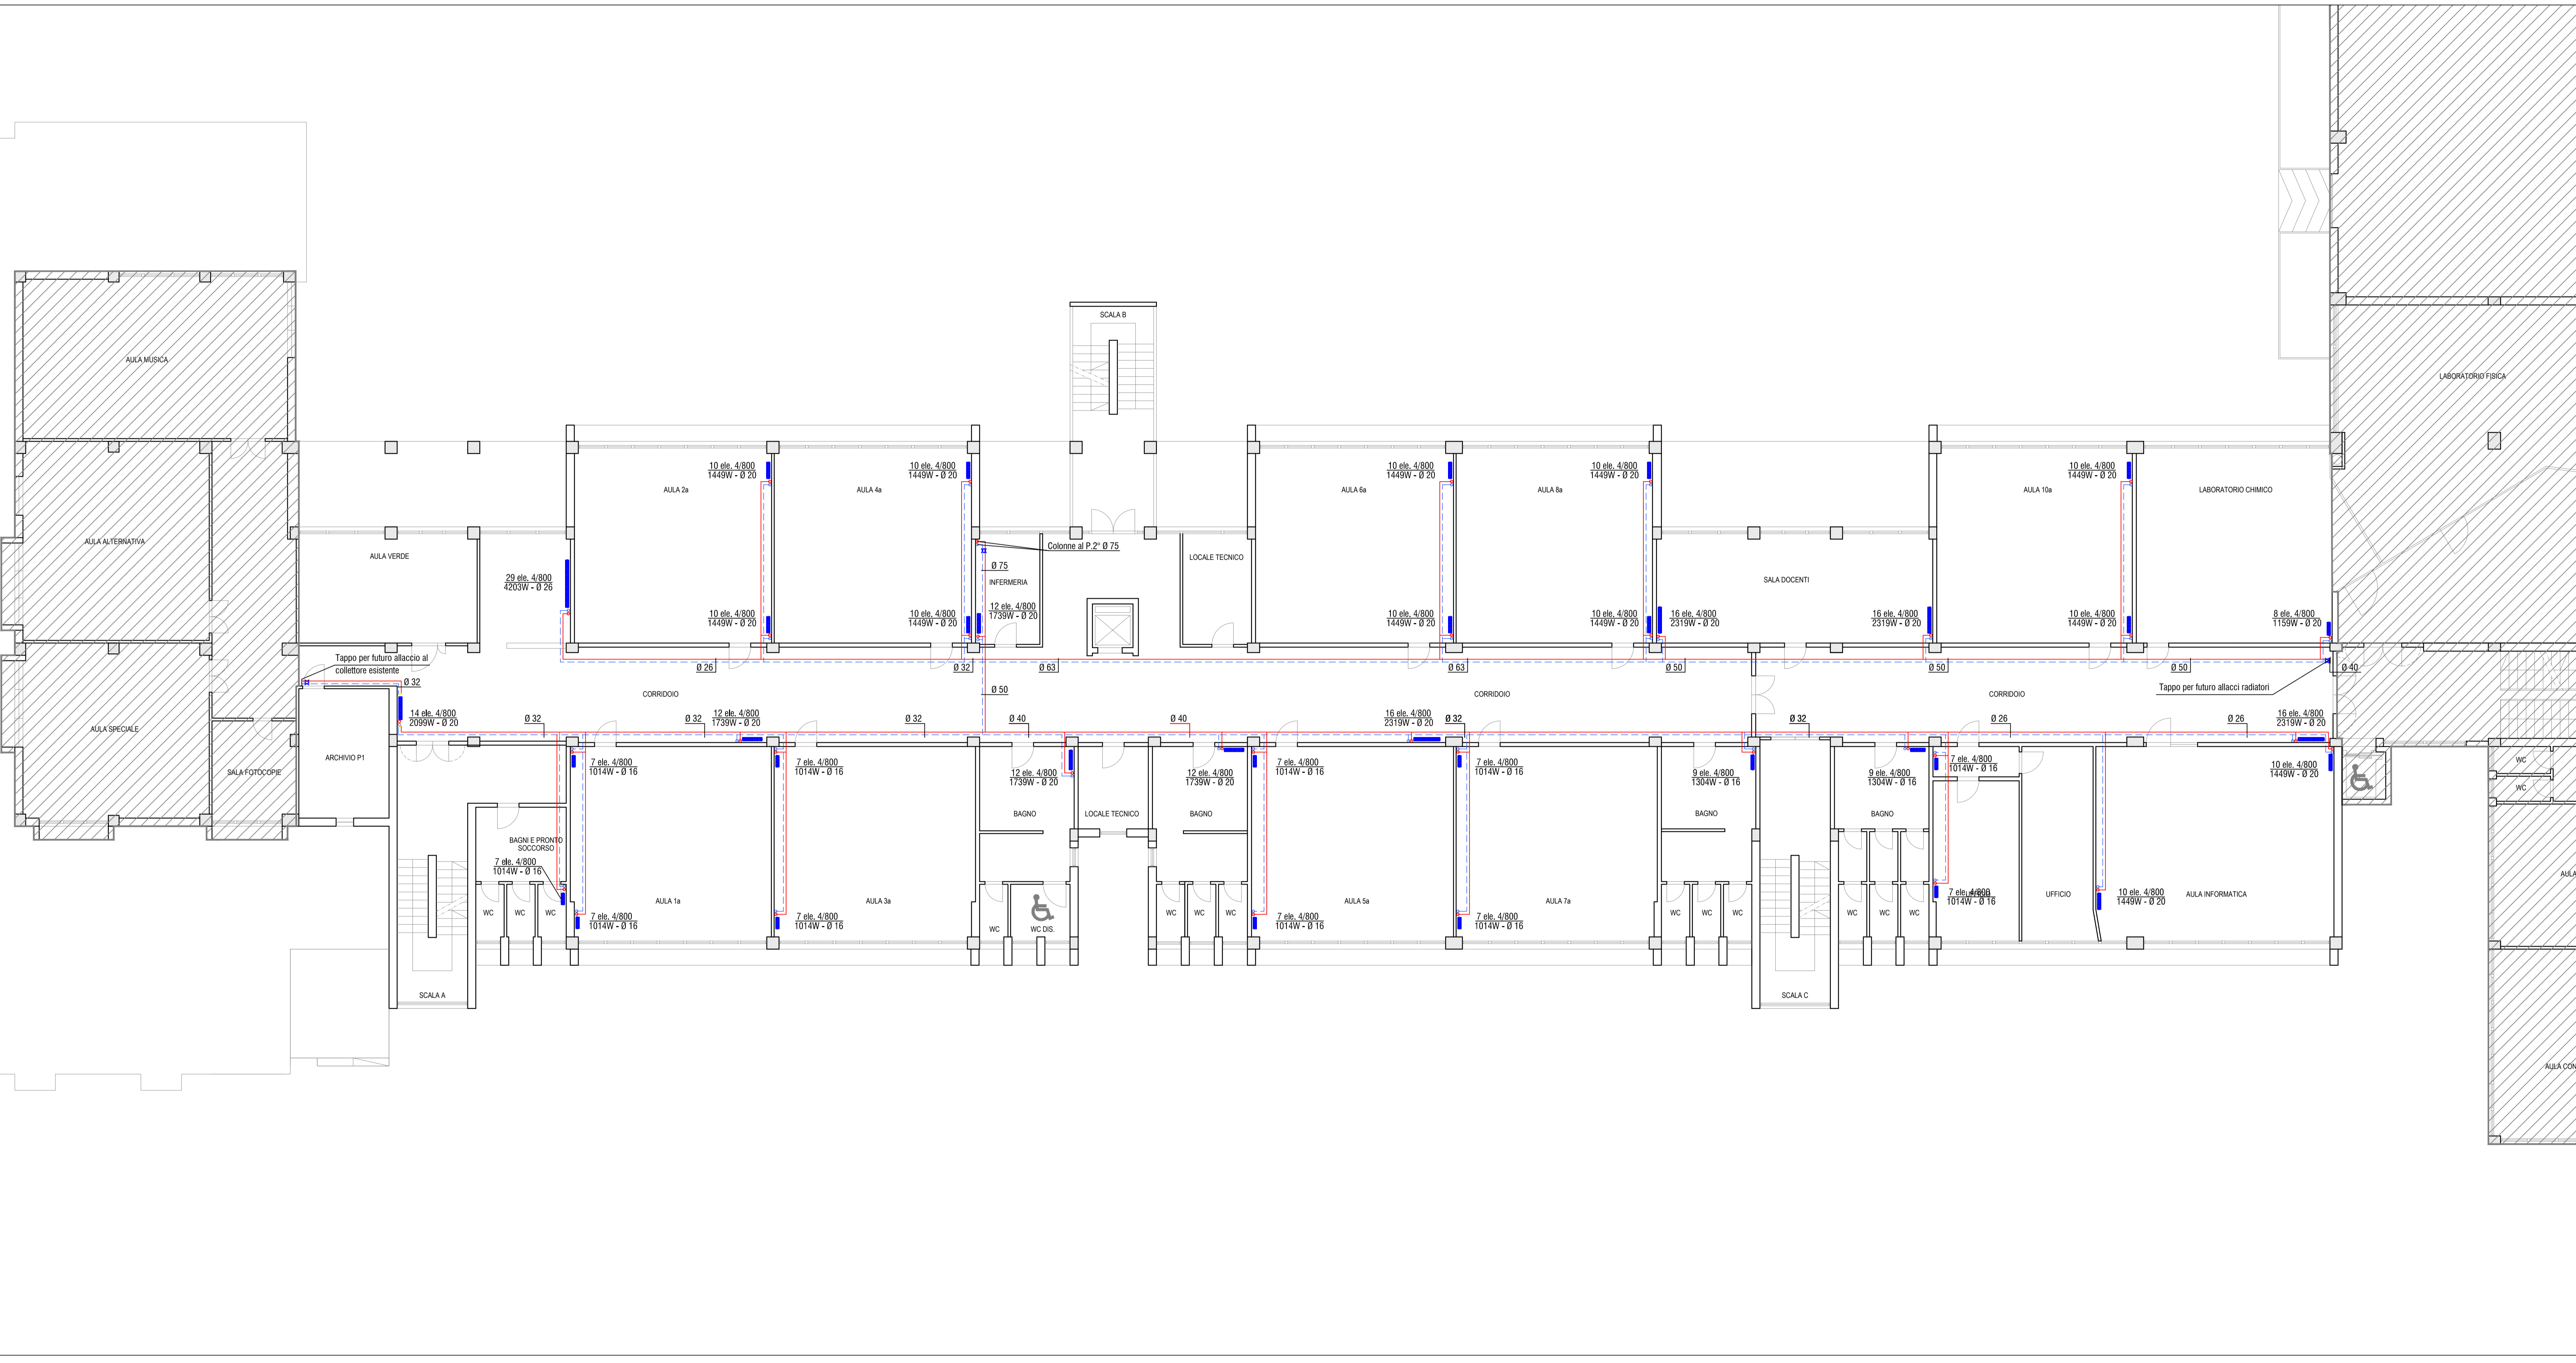 SCALA B
AULA MUSICA
LABORATORIO FISICA
10 ele. 4/800
1449W - Ø 20
10 ele. 4/800
1449W - Ø 20
10 ele. 4/800
1449W - Ø 20
10 ele. 4/800
1449W - Ø 20
10 ele. 4/800
1449W - Ø 20
AULA 2a
AULA 4a
AULA 6a
AULA 8a
AULA 10a
LABORATORIO CHIMICO
AULA ALTERNATIVA
AULA VERDE
Colonne al P.2° Ø 75
LOCALE TECNICO
Ø 75
INFERMERIA
SALA DOCENTI
29 ele. 4/800
4203W - Ø 26
10 ele. 4/800
1449W - Ø 20
10 ele. 4/800
1449W - Ø 20
12 ele. 4/800
1739W - Ø 20
10 ele. 4/800
1449W - Ø 20
10 ele. 4/800
1449W - Ø 20
16 ele. 4/800
2319W - Ø 20
16 ele. 4/800
2319W - Ø 20
10 ele. 4/800
1449W - Ø 20
8 ele. 4/800
1159W - Ø 20
Tappo per futuro allaccio al
collettore esistente
Ø 32
Ø 26
Ø 32
Ø 63
Ø 63
Ø 50
Ø 50
Ø 50
Ø 40
CORRIDOIO
Ø 50
CORRIDOIO
CORRIDOIO
Tappo per futuro allacci radiatori
14 ele. 4/800
2099W - Ø 20
Ø 32
Ø 32
12 ele. 4/800
1739W - Ø 20
Ø 32
Ø 40
Ø 40
16 ele. 4/800
2319W - Ø 20
Ø 32
Ø 32
Ø 26
Ø 26
16 ele. 4/800
2319W - Ø 20
AULA SPECIALE
SALA FOTOCOPIE
ARCHIVIO P1
7 ele. 4/800
1014W - Ø 16
7 ele. 4/800
1014W - Ø 16
12 ele. 4/800
1739W - Ø 20
12 ele. 4/800
1739W - Ø 20
7 ele. 4/800
1014W - Ø 16
7 ele. 4/800
1014W - Ø 16
9 ele. 4/800
1304W - Ø 16
9 ele. 4/800
1304W - Ø 16
7 ele. 4/800
1014W - Ø 16
10 ele. 4/800
1449W - Ø 20
WC
WC
BAGNO
LOCALE TECNICO
BAGNO
BAGNO
BAGNO
BAGNI E PRONTO
SOCCORSO
7 ele. 4/800
1014W - Ø 16
AULA 1a
AULA 3a
AULA 5a
AULA 7a
7 ele. 4/800
1014W - Ø 16
UFFICIO
10 ele. 4/800
1449W - Ø 20
AULA INFORMATICA
AULA
WC
WC
WC
7 ele. 4/800
1014W - Ø 16
7 ele. 4/800
1014W - Ø 16
WC
WC DIS.
WC
WC
WC
7 ele. 4/800
1014W - Ø 16
7 ele. 4/800
1014W - Ø 16
WC
WC
WC
WC
WC
WC
SCALA A
SCALA C
AULA CON